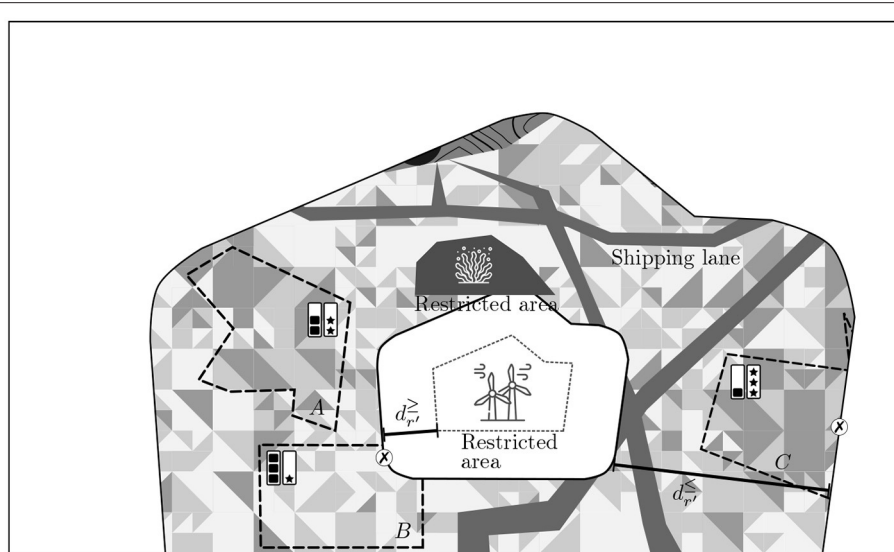 Shipping lane
Restricted area
A
d≥r′
Restricted
area
C
d≤r′
B